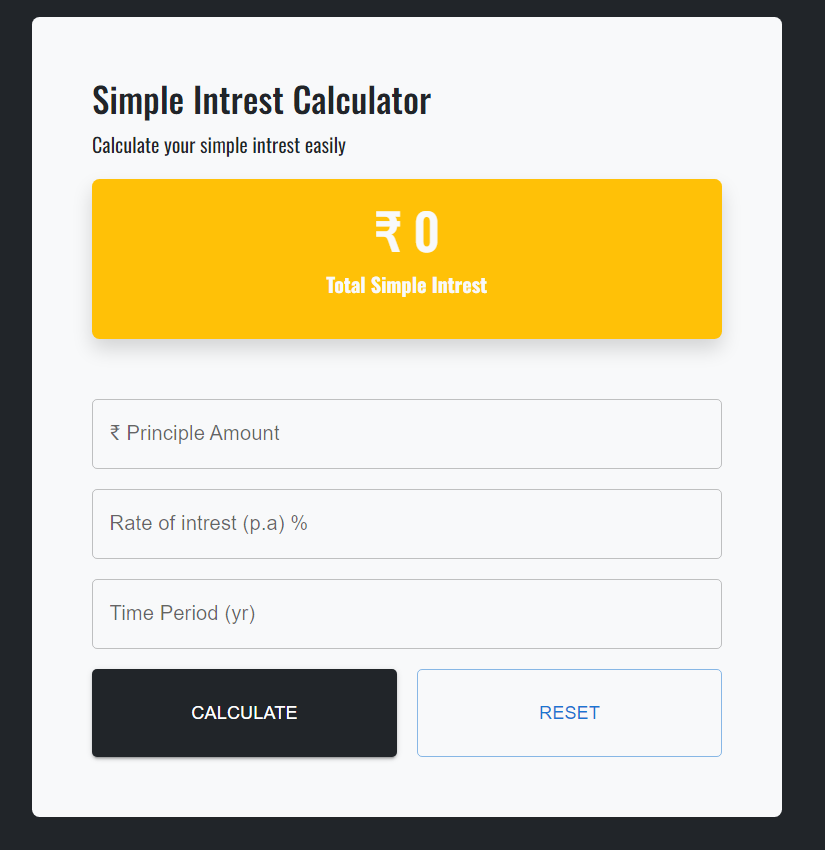 Simple Intrest Calculator
Calculate your simple intrest easily
₹ 0
Total Simple Intrest
₹ Principle Amount
Rate of intrest (p.a) %
Time Period (yr)
CALCULATE
RESET